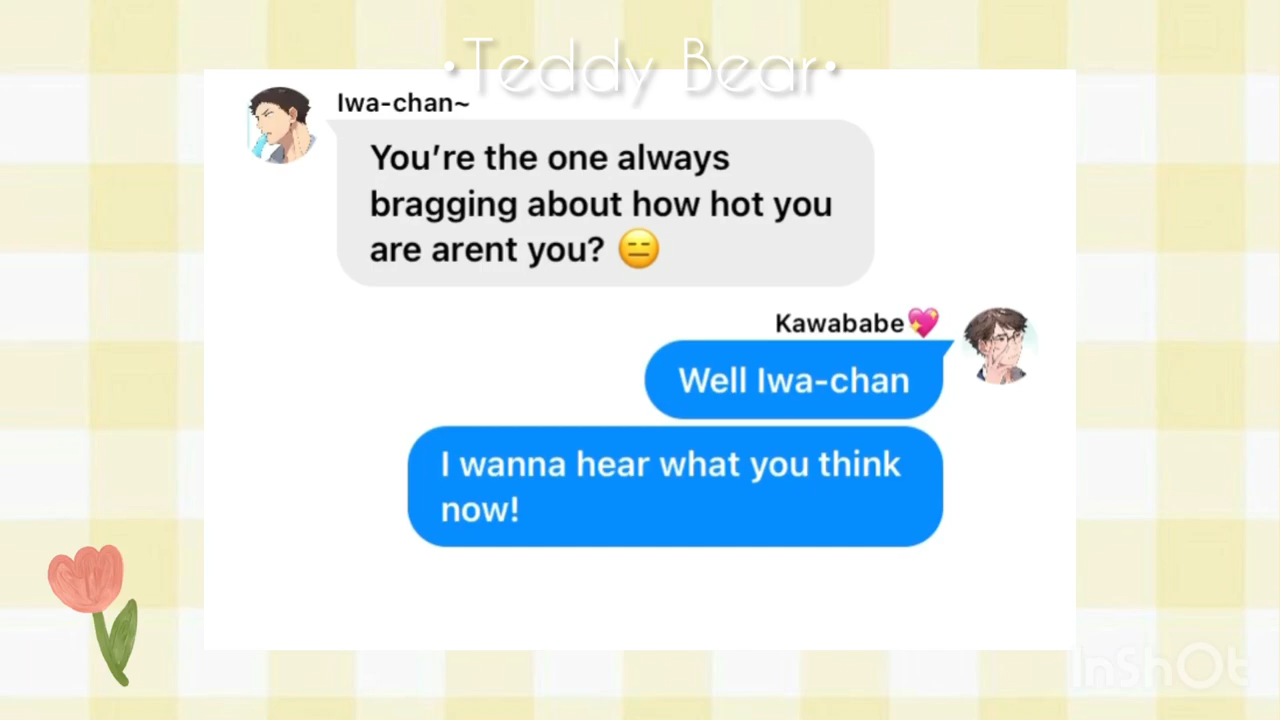 •Teddy Bear•
Iwa-chan~
You're the one always
bragging about how hot you
are arent you? 😑
Kawababe💖
Well Iwa-chan
I wanna hear what you think
now!
InShOt